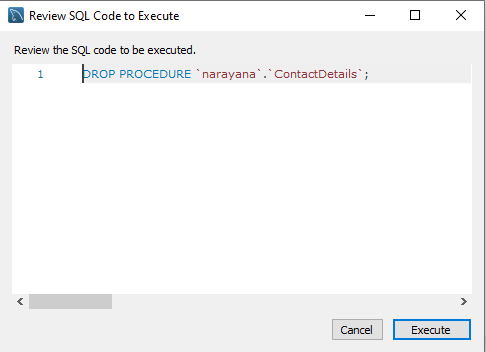 Review SQL Code to Execute
Review the SQL code to be executed.
1 DROP PROCEDURE `narayana`.`ContactDetails`;
Cancel Execute